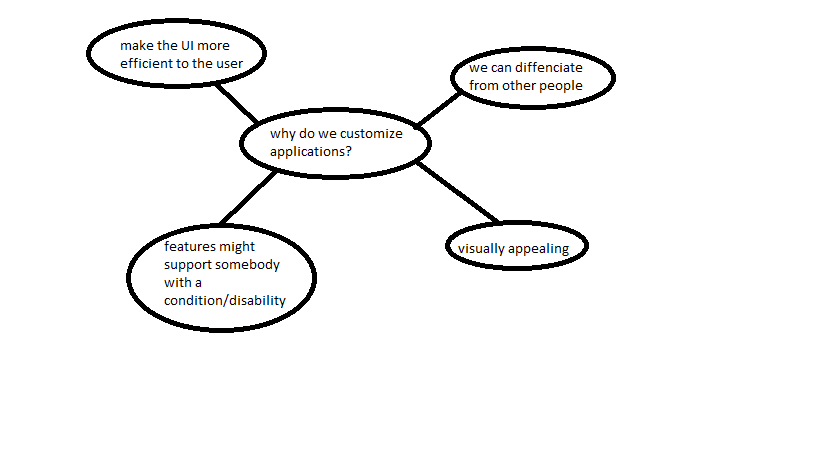 make the UI more
efficient to the user
we can diffenciate
from other people
why do we customize
applications?
features might
support somebody
with a
condition/disability
visually appealing